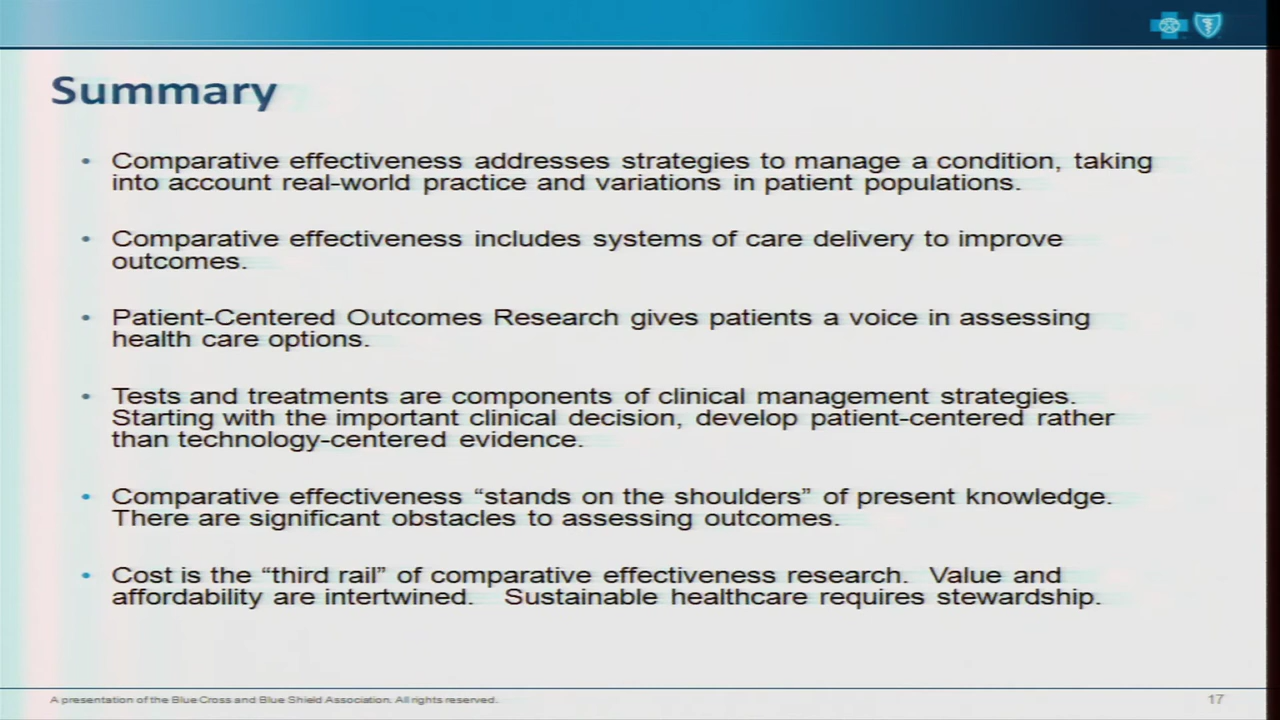 Summary
• Comparative effectiveness addresses strategies to manage a condition, taking
into account real-world practice and variations in patient populations.
• Comparative effectiveness includes systems of care delivery to improve
outcomes.
• Patient-Centered Outcomes Research gives patients a voice in assessing
health care options.
• Tests and treatments are components of clinical management strategies.
Starting with the important clinical decision, develop patient-centered rather
than technology-centered evidence.
• Comparative effectiveness “stands on the shoulders” of present knowledge.
There are significant obstacles to assessing outcomes.
• Cost is the “third rail” of comparative effectiveness research. Value and
affordability are intertwined. Sustainable healthcare requires stewardship.
A presentation of the Blue Cross and Blue Shield Association. All rights reserved.
17